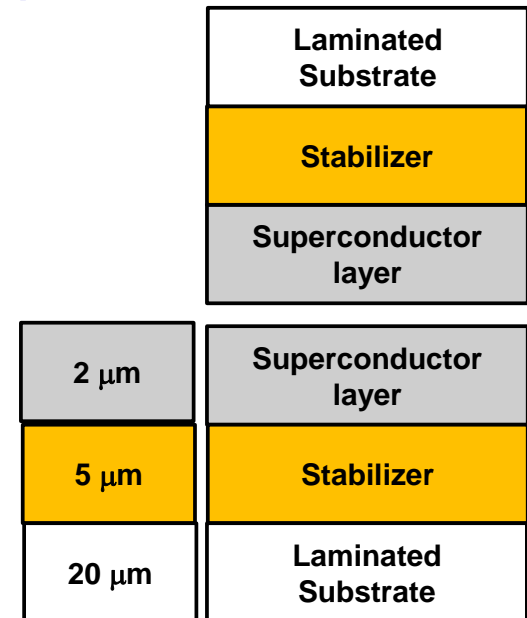 Laminated
Substrate
Stabilizer
Superconductor
layer
2 μm
Superconductor
layer
5 μm
Stabilizer
20 μm
Laminated
Substrate